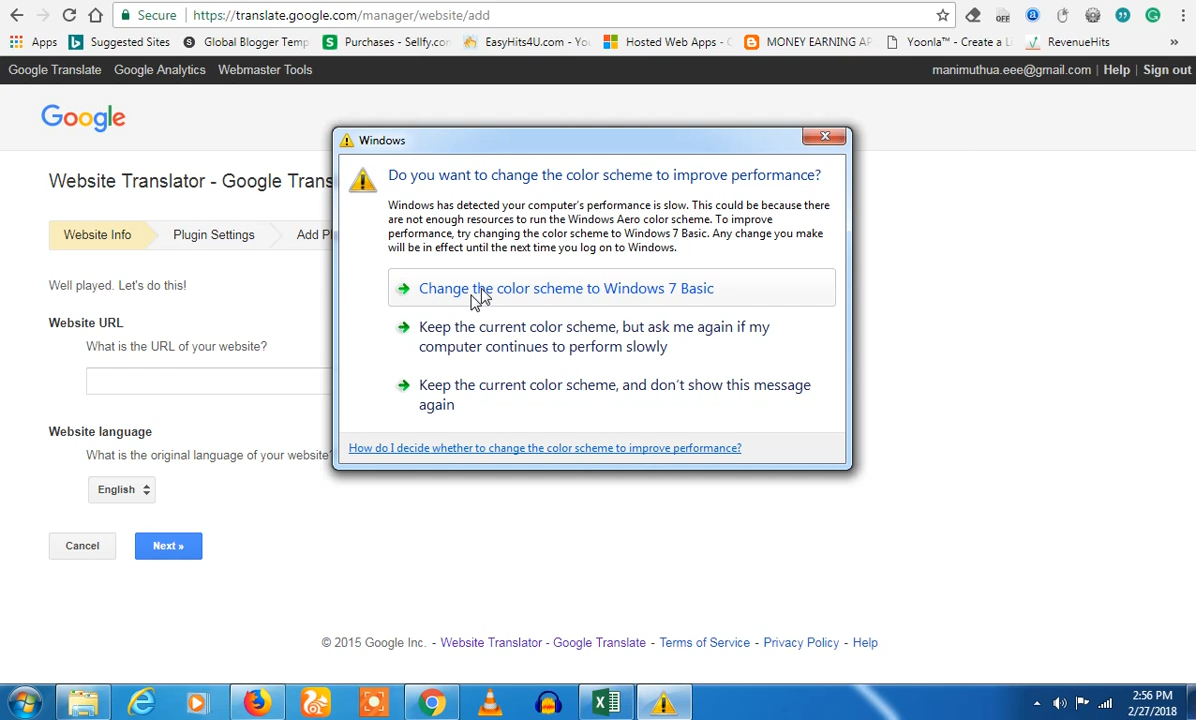 Secure https://translate.google.com/manager/website/add
OFF
Apps Suggested Sites Global Blogger Temp Purchases - Sellfy.co EasyHits4U.com - Yo Hosted Web Apps - MONEY EARNING AP Yoonla™ - Create a L RevenueHits »
Google Translate Google Analytics Webmaster Tools manimuthua.eee@gmail.com | Help | Sign out
Google
Windows
Website Translator - Google Trans
Do you want to change the color scheme to improve performance?
Windows has detected your computer's performance is slow. This could be because there
are not enough resources to run the Windows Aero color scheme. To improve
performance, try changing the color scheme to Windows 7 Basic. Any change you make
will be in effect until the next time you log on to Windows.
Website Info Plugin Settings Add Pl
Well played. Let's do this!
Change the color scheme to Windows 7 Basic
Website URL
What is the URL of your website?
Keep the current color scheme, but ask me again if my
computer continues to perform slowly
Keep the current color scheme, and don't show this message
again
Website language
What is the original language of your website?
How do I decide whether to change the color scheme to improve performance?
English
Cancel Next »
© 2015 Google Inc. - Website Translator - Google Translate - Terms of Service - Privacy Policy - Help
2:56 PM
2/27/2018